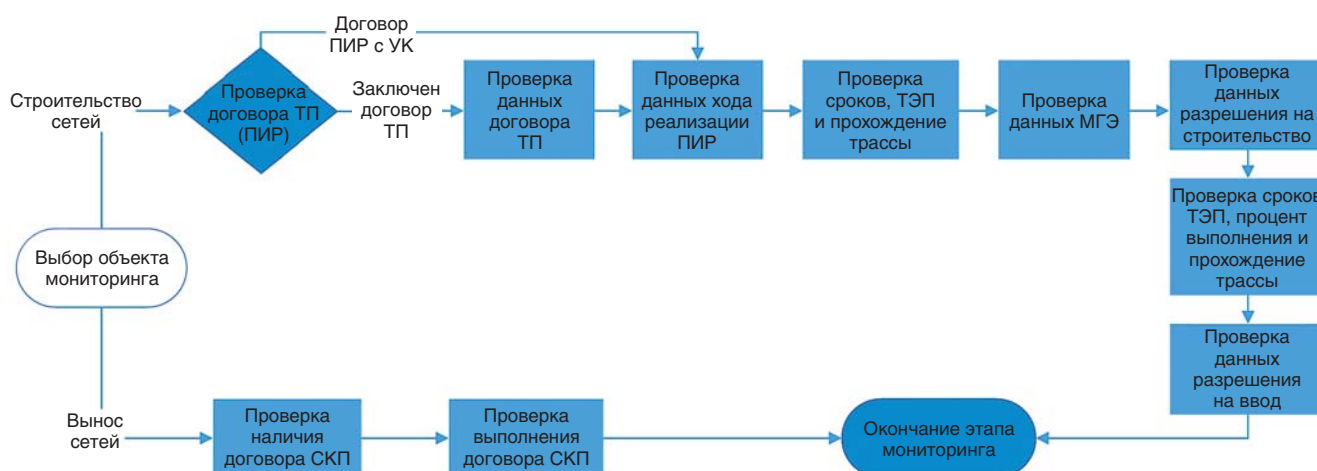 Договор
ПИР с УК
Строительство
сетей
Проверка
договора ТП
(ПИР)
Заключен
договор
ТП
Проверка
данных
договора
ТП
Проверка
данных хода
реализации
ПИР
Проверка
сроков, ТЭП
и прохождение
трассы
Проверка
данных МГЭ
Проверка
данных
разрешения на
строительство
Проверка сроков
ТЭП, процент
выполнения и
прохождение
трассы
Выбор объекта
мониторинга
Проверка
данных
разрешения
на ввод
Вынос
сетей
Проверка
наличия
договора СКП
Проверка
выполнения
договора СКП
Окончание этапа
мониторинга